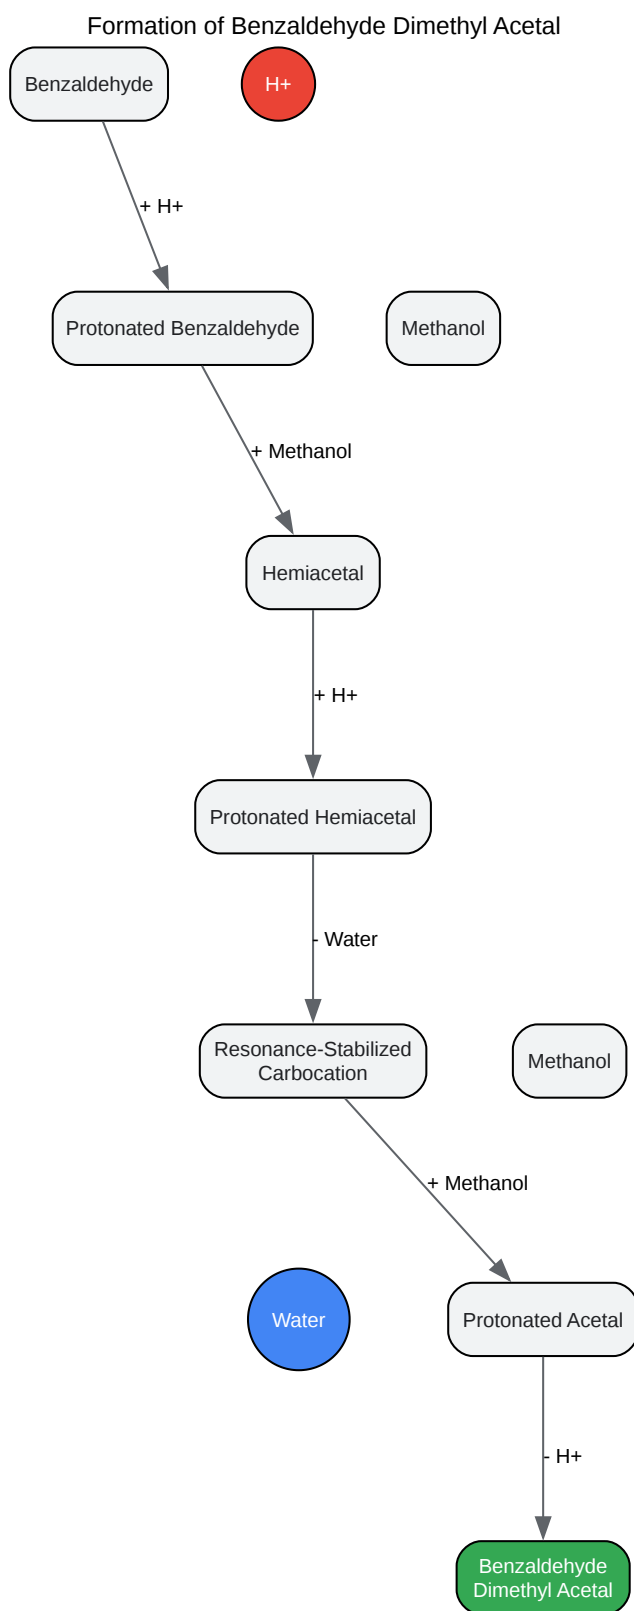 Formation of Benzaldehyde Dimethyl Acetal
Benzaldehyde
H+
+ H+
Protonated Benzaldehyde
Methanol
+ Methanol
Hemiacetal
+ H+
Protonated Hemiacetal
- Water
Resonance-Stabilized
Carbocation
Methanol
+ Methanol
Water
Protonated Acetal
- H+
Benzaldehyde
Dimethyl Acetal